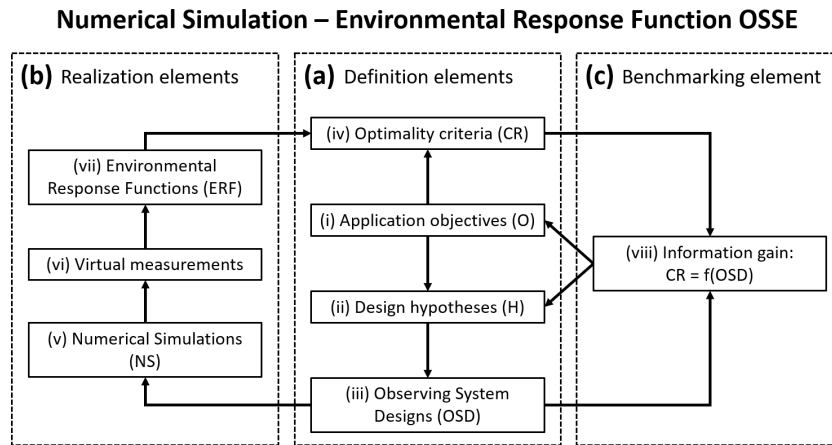 Numerical Simulation – Environmental Response Function OSSE
(b) Realization elements
(vii) Environmental
Response Functions (ERF)
(vi) Virtual measurements
(v) Numerical Simulations
(NS)
(a) Definition elements
(iv) Optimality criteria (CR)
(i) Application objectives (O)
(ii) Design hypotheses (H)
(iii) Observing System
Designs (OSD)
(c) Benchmarking element
(viii) Information gain:
CR = f(OSD)